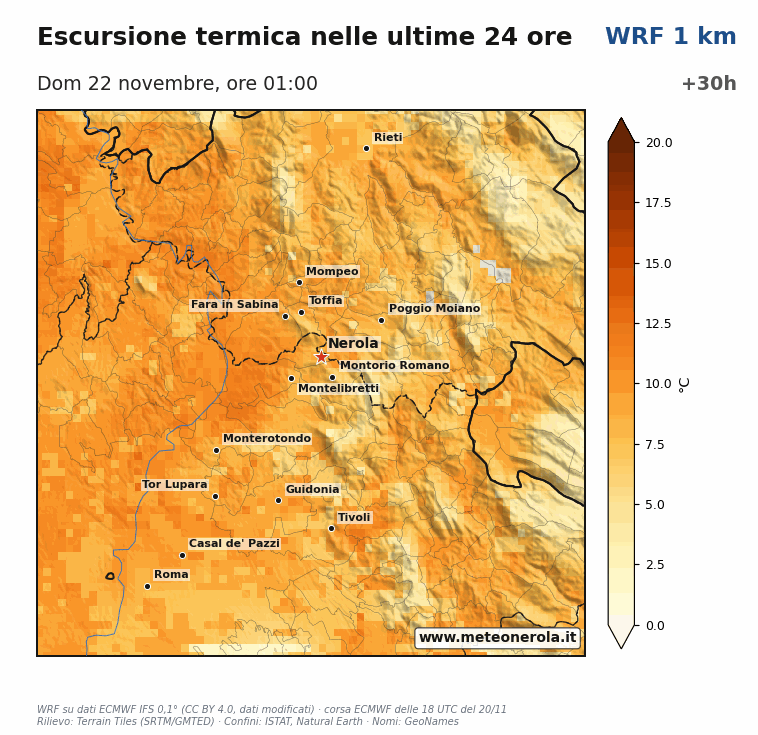 Escursione termica nelle ultime 24 ore WRF 1 km
Dom 22 novembre, ore 01:00 +30h
Rieti
Mompeo
Fara in Sabina
Toffia
Poggio Moiano
Nerola
Montorio Romano
Montelibretti
Monterotondo
Tor Lupara
Guidonia
Tivoli
Casal de' Pazzi
Roma
www.meteonerola.it
20.0
17.5
15.0
12.5
10.0
7.5
5.0
2.5
0.0
°C
WRF su dati ECMWF IFS 0,1° (CC BY 4.0, dati modificati) · corsa ECMWF delle 18 UTC del 20/11
Rilievo: Terrain Tiles (SRTM/GMTED) · Confini: ISTAT, Natural Earth · Nomi: GeoNames